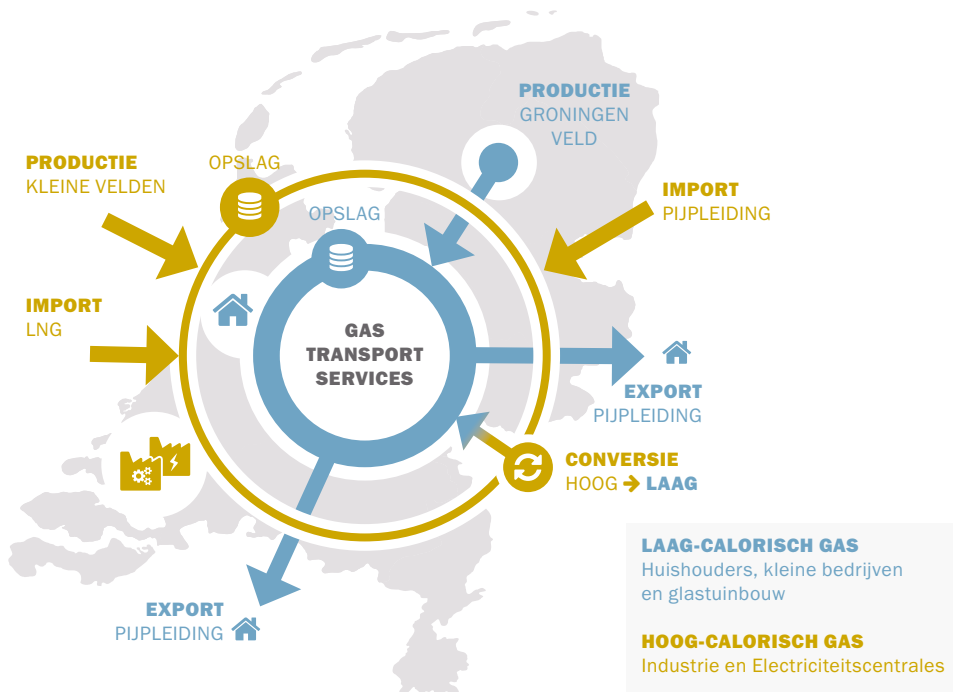 PRODUCTIE
GRONINGEN
VELD
PRODUCTIE
KLEINE VELDEN
OPSLAG
IMPORT
PIJPLEIDING
OPSLAG
IMPORT
LNG
GAS
TRANSPORT
SERVICES
EXPORT
PIJPLEIDING
CONVERSIE
HOOG → LAAG
EXPORT
PIJPLEIDING
LAAG-CALORISCH GAS
Huishouders, kleine bedrijven
en glastuinbouw
HOOG-CALORISCH GAS
Industrie en Electriciteitscentrales